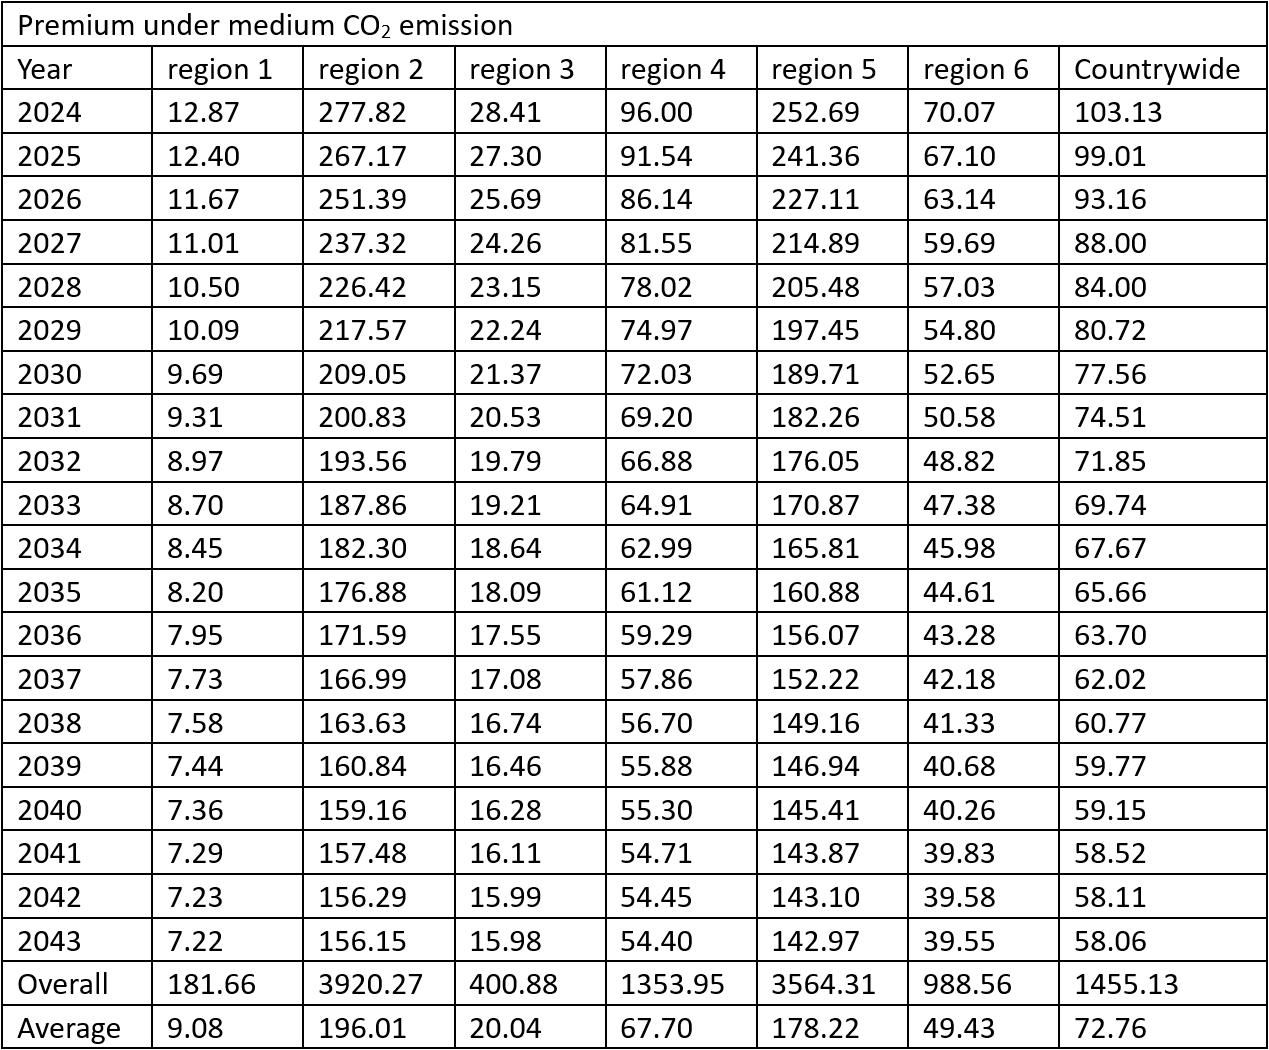 Premium under medium CO₂ emission
Year region 1 region 2 region 3 region 4 region 5 region 6 Countrywide
2024 12.87 277.82 28.41 96.00 252.69 70.07 103.13
2025 12.40 267.17 27.30 91.54 241.36 67.10 99.01
2026 11.67 251.39 25.69 86.14 227.11 63.14 93.16
2027 11.01 237.32 24.26 81.55 214.89 59.69 88.00
2028 10.50 226.42 23.15 78.02 205.48 57.03 84.00
2029 10.09 217.57 22.24 74.97 197.45 54.80 80.72
2030 9.69 209.05 21.37 72.03 189.71 52.65 77.56
2031 9.31 200.83 20.53 69.20 182.26 50.58 74.51
2032 8.97 193.56 19.79 66.88 176.05 48.82 71.85
2033 8.70 187.86 19.21 64.91 170.87 47.38 69.74
2034 8.45 182.30 18.64 62.99 165.81 45.98 67.67
2035 8.20 176.88 18.09 61.12 160.88 44.61 65.66
2036 7.95 171.59 17.55 59.29 156.07 43.28 63.70
2037 7.73 166.99 17.08 57.86 152.22 42.18 62.02
2038 7.58 163.63 16.74 56.70 149.16 41.33 60.77
2039 7.44 160.84 16.46 55.88 146.94 40.68 59.77
2040 7.36 159.16 16.28 55.30 145.41 40.26 59.15
2041 7.29 157.48 16.11 54.71 143.87 39.83 58.52
2042 7.23 156.29 15.99 54.45 143.10 39.58 58.11
2043 7.22 156.15 15.98 54.40 142.97 39.55 58.06
Overall 181.66 3920.27 400.88 1353.95 3564.31 988.56 1455.13
Average 9.08 196.01 20.04 67.70 178.22 49.43 72.76